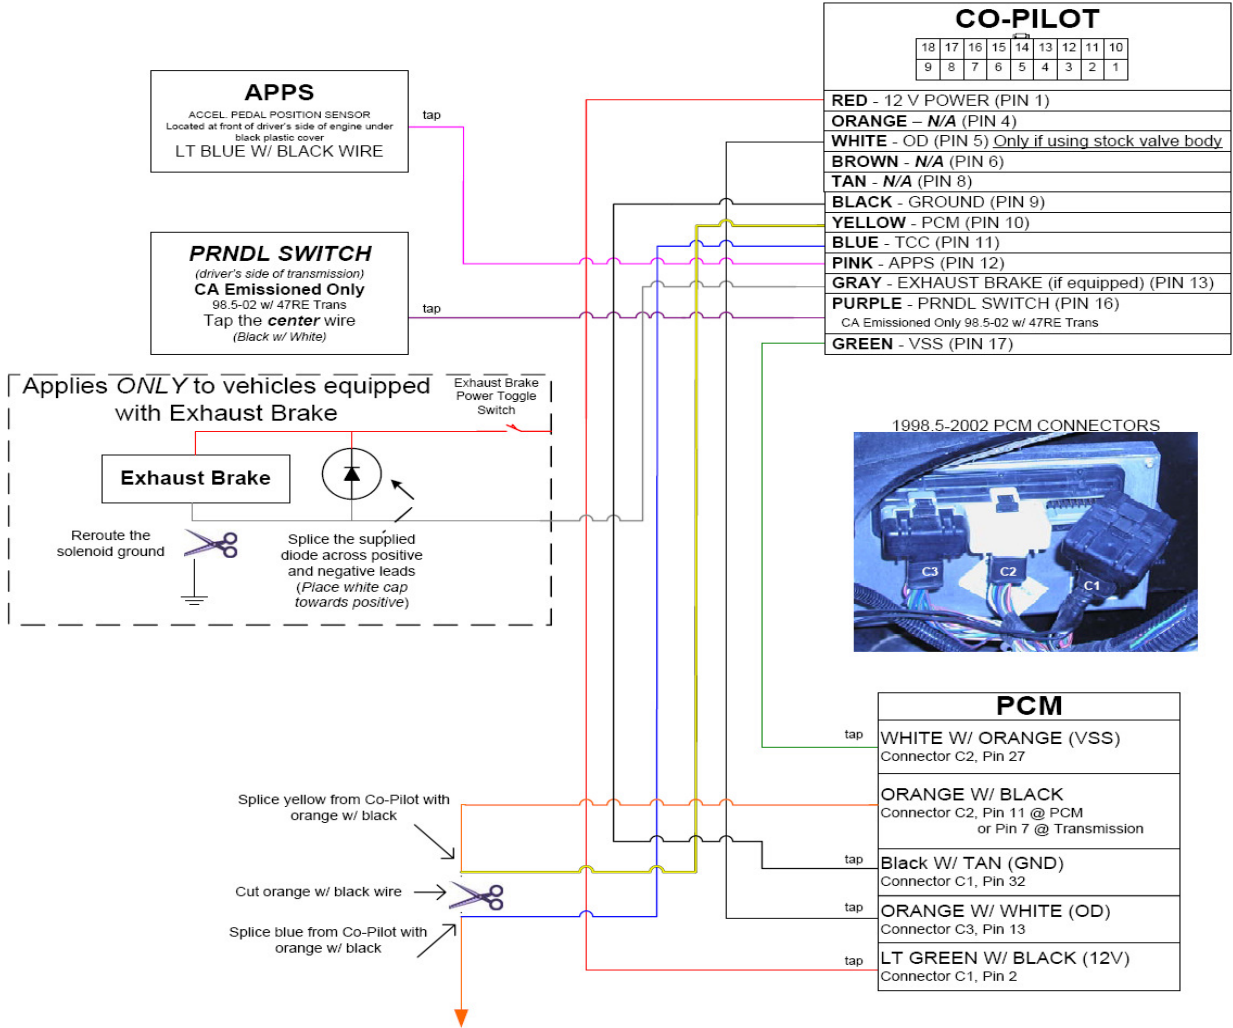 CO-PILOT
18 17 16 15 14 13 12 11 10
9 8 7 6 5 4 3 2 1
RED - 12 V POWER (PIN 1)
ORANGE – N/A (PIN 4)
WHITE - OD (PIN 5) Only if using stock valve body
BROWN - N/A (PIN 6)
TAN - N/A (PIN 8)
BLACK - GROUND (PIN 9)
YELLOW - PCM (PIN 10)
BLUE - TCC (PIN 11)
PINK - APPS (PIN 12)
GRAY - EXHAUST BRAKE (if equipped) (PIN 13)
PURPLE - PRNDL SWITCH (PIN 16)
CA Emissioned Only 98.5-02 w/ 47RE Trans
GREEN - VSS (PIN 17)
APPS
ACCEL. PEDAL POSITION SENSOR
Located at front of driver's side of engine under
black plastic cover
LT BLUE W/ BLACK WIRE
tap
PRNDL SWITCH
(driver's side of transmission)
CA Emissioned Only
98.5-02 w/ 47RE Trans
Tap the center wire
(Black w/ White)
tap
Applies ONLY to vehicles equipped
with Exhaust Brake
Exhaust Brake
Power Toggle
Switch
Exhaust Brake
Reroute the
solenoid ground
Splice the supplied
diode across positive
and negative leads
(Place white cap
towards positive)
1998.5-2002 PCM CONNECTORS
C3
C2
C1
PCM
tap
WHITE W/ ORANGE (VSS)
Connector C2, Pin 27
ORANGE W/ BLACK
Connector C2, Pin 11 @ PCM
or Pin 7 @ Transmission
tap
Black W/ TAN (GND)
Connector C1, Pin 32
tap
ORANGE W/ WHITE (OD)
Connector C3, Pin 13
tap
LT GREEN W/ BLACK (12V)
Connector C1, Pin 2
Splice yellow from Co-Pilot with
orange w/ black
Cut orange w/ black wire
Splice blue from Co-Pilot with
orange w/ black